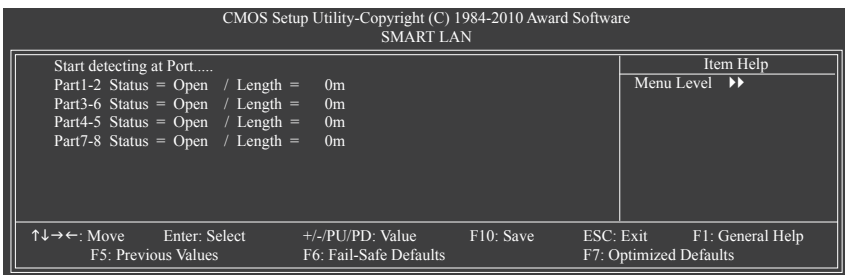 CMOS Setup Utility-Copyright (C) 1984-2010 Award Software
SMART LAN
Start detecting at Port.....
Part1-2 Status = Open / Length = 0m
Part3-6 Status = Open / Length = 0m
Part4-5 Status = Open / Length = 0m
Part7-8 Status = Open / Length = 0m
Item Help
Menu Level ▶▶
↑↓→←: Move Enter: Select +/-/PU/PD: Value F10: Save ESC: Exit F1: General Help
F5: Previous Values F6: Fail-Safe Defaults F7: Optimized Defaults